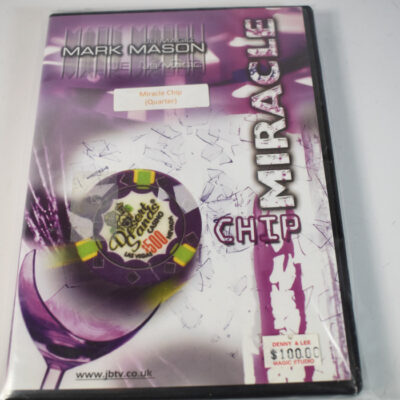 MARK MASON
Miracle Chip
(Quarter)
MIRACLE
CHIP
CASINO
LAS VEGAS
$500
DENNY & LEE
$100.00
MAGIC STUDIO
www.jbtv.co.uk